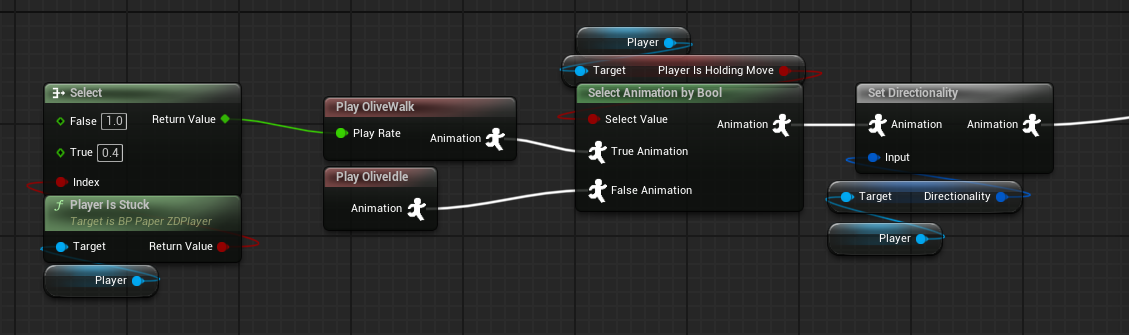 Player
Target Player Is Holding Move
Select
False 1.0 Return Value
True 0.4
Index
Player Is Stuck
Target is BP Paper ZDPlayer
Target Return Value
Player
Play OliveWalk
Play Rate
Animation
Play OliveIdle
Animation
Select Animation by Bool
Select Value
Animation
True Animation
False Animation
Set Directionality
Animation Animation
Input
Target Directionality
Player